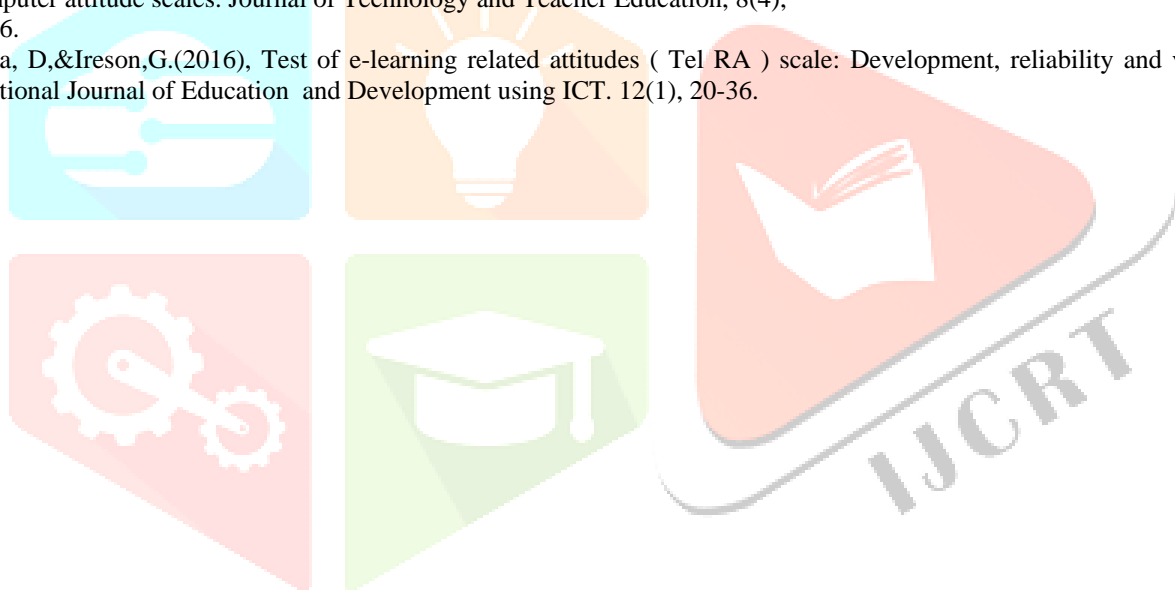 puter attitude scales. Journal of Technology and Teacher Education, 8(4),
6.
a, D,&Ireson,G.(2016), Test of e-learning related attitudes ( Tel RA ) scale: Development, reliability and
tional Journal of Education and Development using ICT. 12(1), 20-36.
IJCRT